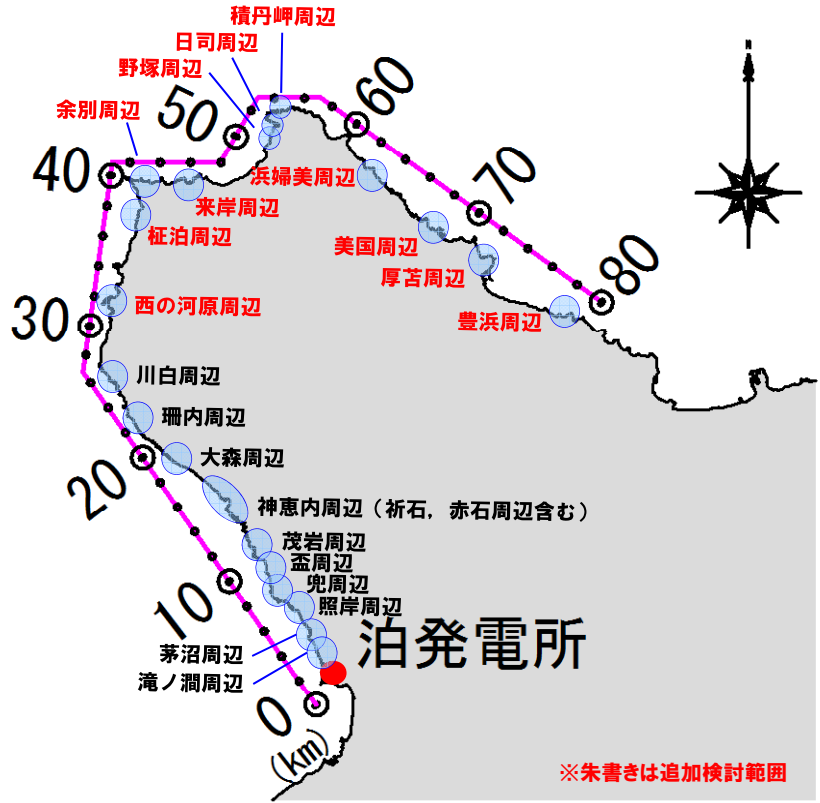 積丹岬周辺
日司周辺
野塚周辺
余別周辺
50
60
40
浜婦美周辺
来岸周辺
70
柾泊周辺
美国周辺
厚苫周辺
80
西の河原周辺
30
豊浜周辺
川白周辺
珊内周辺
大森周辺
20
神恵内周辺（祈石，赤石周辺含む）
茂岩周辺
盃周辺
兜周辺
10
照岸周辺
泊発電所
茅沼周辺
滝ノ澗周辺
0
(km)
※朱書きは追加検討範囲
N